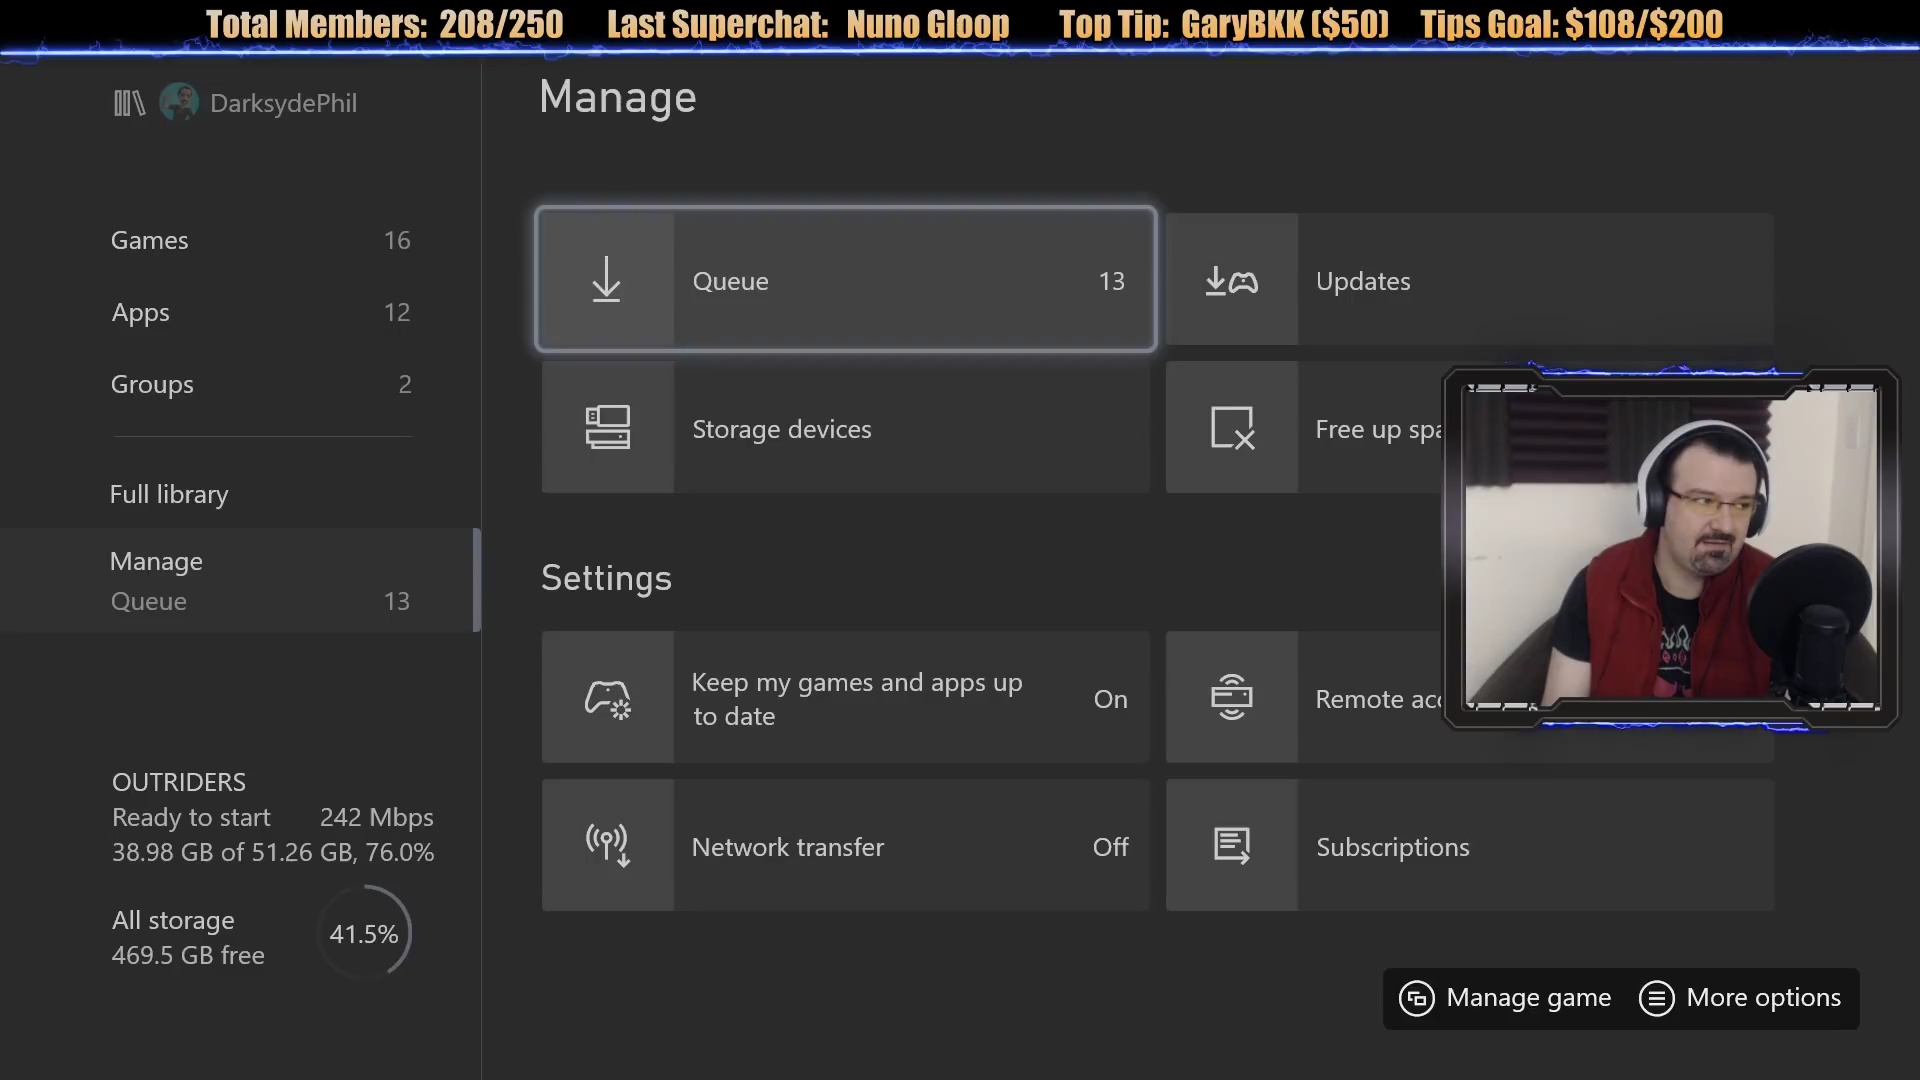 Total Members: 208/250 Last Superchat: Nuno Gloop Top Tip: GaryBKK ($50) Tips Goal: $108/$200
DarksydePhil
Games 16
Apps 12
Groups 2
Full library
Manage
Queue 13
OUTRIDERS
Ready to start 242 Mbps
38.98 GB of 51.26 GB, 76.0%
All storage
469.5 GB free
41.5%
Manage
Queue 13
Updates
Storage devices
Free up spa
Settings
Keep my games and apps up
to date
On
Remote acc
Network transfer Off
Subscriptions
Manage game
More options